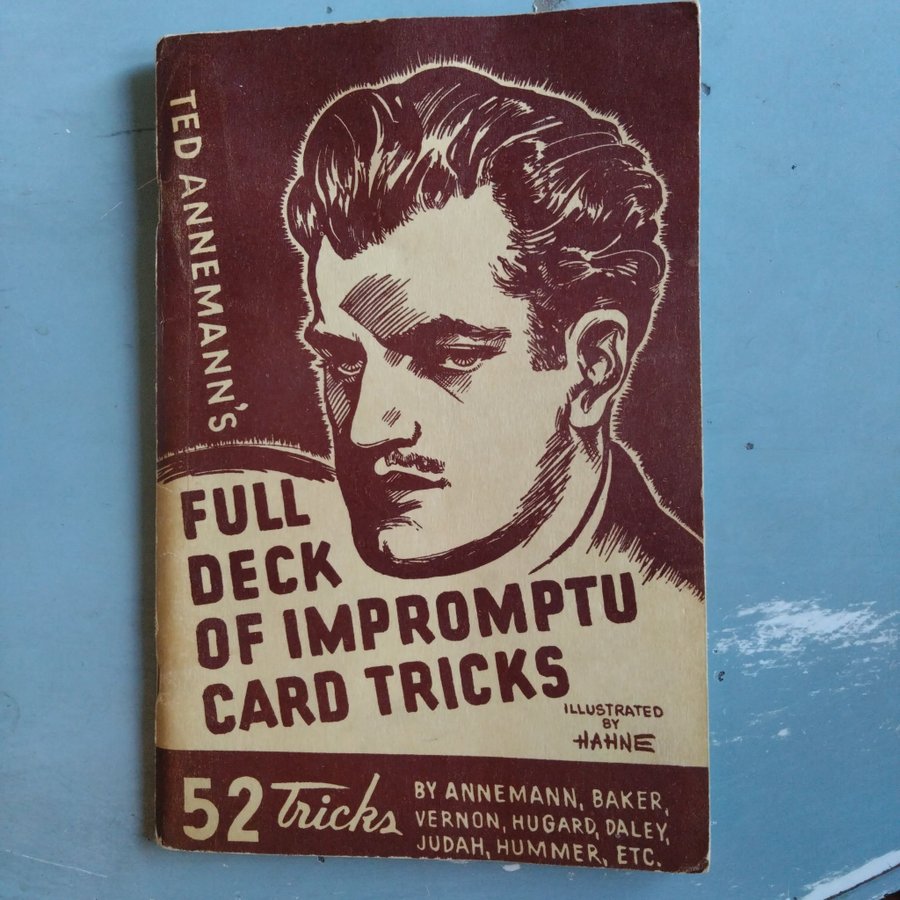 TED ANNEMANN'S
FULL
DECK
OF IMPROMPTU
CARD TRICKS
ILLUSTRATED
BY
HAHNE
52 Tricks
BY ANNEMANN, BAKER,
VERNON, HUGARD, DALEY,
JUDAH, HUMMER, ETC.